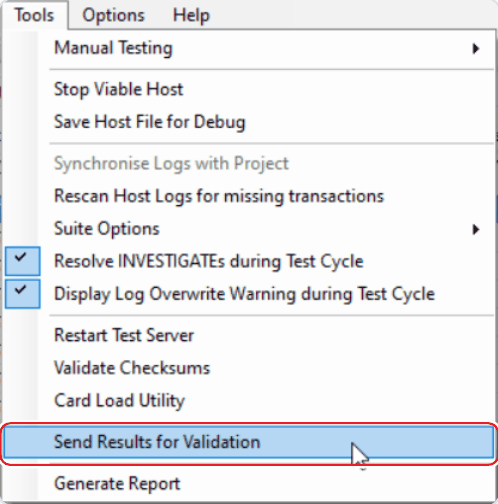 Tools Options Help
Manual Testing
Stop Viable Host
Save Host File for Debug
Synchronise Logs with Project
Rescan Host Logs for missing transactions
Suite Options
Resolve INVESTIGATEs during Test Cycle
Display Log Overwrite Warning during Test Cycle
Restart Test Server
Validate Checksums
Card Load Utility
Send Results for Validation
Generate Report